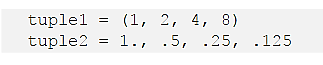 tuple1 = (1, 2, 4, 8)
tuple2 = 1., .5, .25, .125